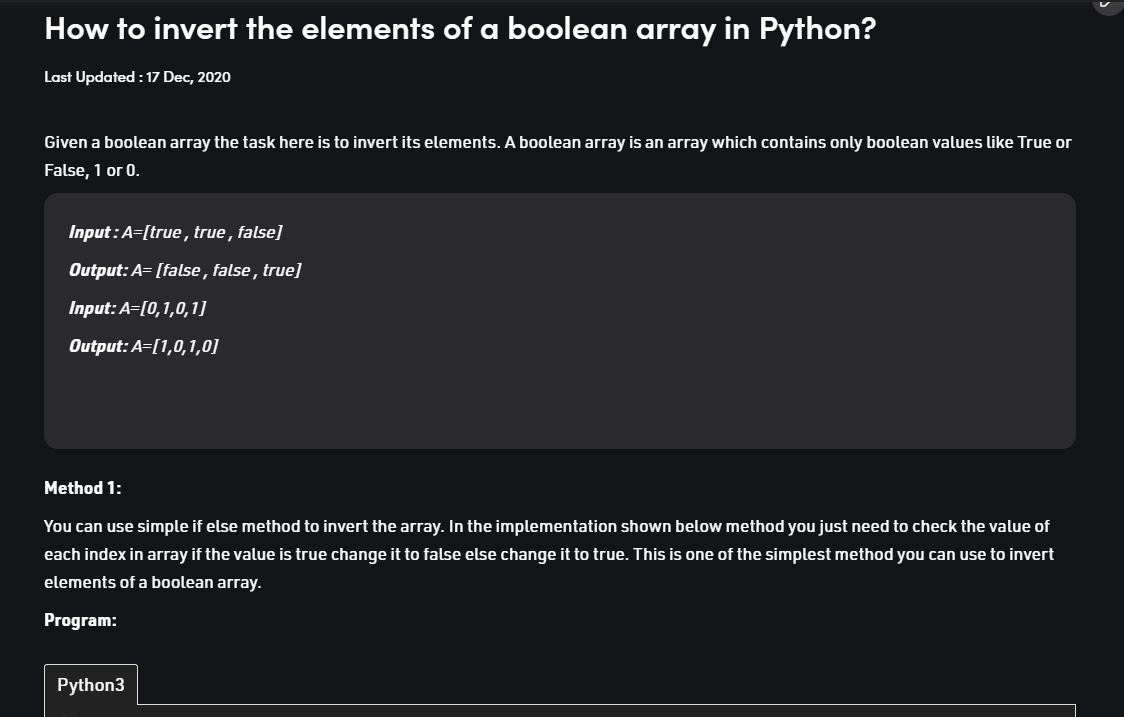 How to invert the elements of a boolean array in Python?
Last Updated : 17 Dec, 2020
Given a boolean array the task here is to invert its elements. A boolean array is an array which contains only boolean values like True or
False, 1 or 0.
Input : A=[true , true , false]
Output: A= [false , false , true]
Input: A=[0,1,0,1]
Output: A=[1,0,1,0]
Method 1:
You can use simple if else method to invert the array. In the implementation shown below method you just need to check the value of
each index in array if the value is true change it to false else change it to true. This is one of the simplest method you can use to invert
elements of a boolean array.
Program:
Python3